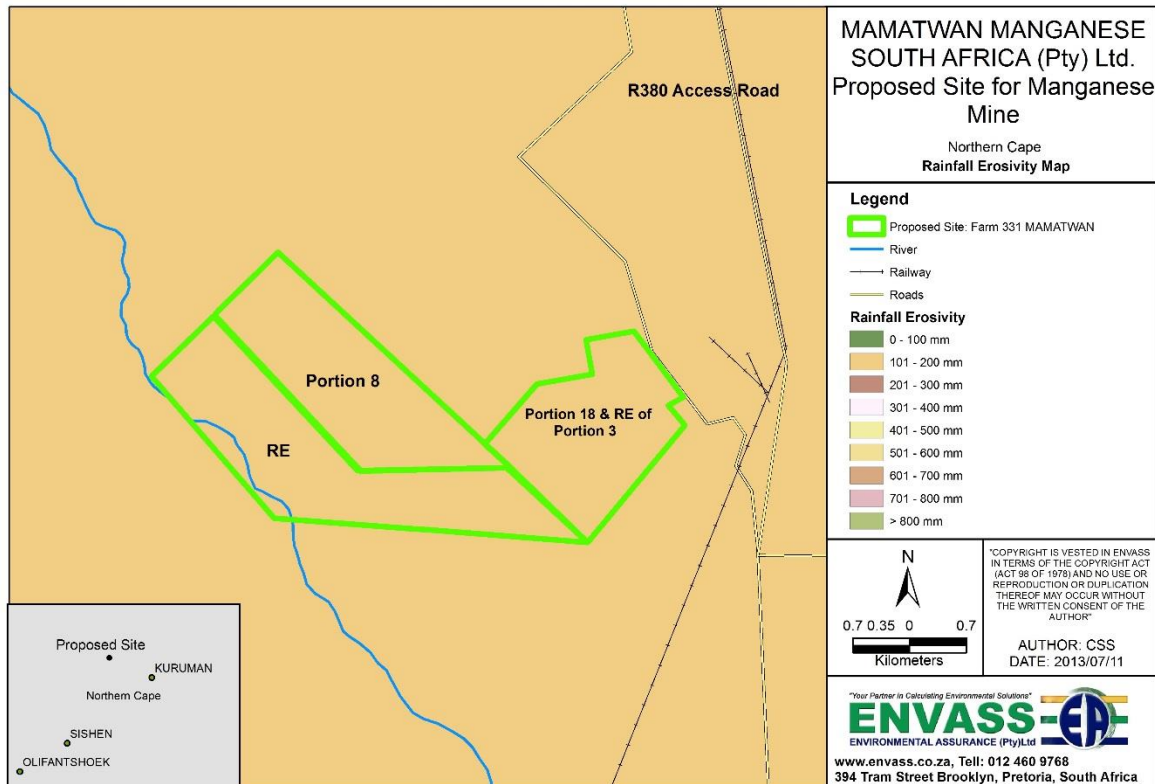 R380 Access Road
Portion 8
Portion 18 & RE of
Portion 3
RE
Proposed Site
KURUMAN
Northern Cape
SISHEN
OLIFANTSHOEK
MAMATWAN MANGANESE
SOUTH AFRICA (Pty) Ltd.
Proposed Site for Manganese
Mine
Northern Cape
Rainfall Erosivity Map
Legend
Proposed Site: Farm 331 MAMATWAN
River
Railway
Roads
Rainfall Erosivity
0 - 100 mm
101 - 200 mm
201 - 300 mm
301 - 400 mm
401 - 500 mm
501 - 600 mm
601 - 700 mm
701 - 800 mm
> 800 mm
N
0.7 0.35 0 0.7
Kilometers
"COPYRIGHT IS VESTED IN ENVASS
IN TERMS OF THE COPYRIGHT ACT
(ACT 98 OF 1978) AND NO USE OR
REPRODUCTION OR DUPLICATION
THEREOF MAY OCCUR WITHOUT
THE WRITTEN CONSENT OF THE
AUTHOR"
AUTHOR: CSS
DATE: 2013/07/11
"Your Partner in Calculating Environmental Solutions"
ENVASS
EA
ENVIRONMENTAL ASSURANCE (Pty)Ltd
www.envass.co.za, Tell: 012 460 9768
394 Tram Street Brooklyn, Pretoria, South Africa